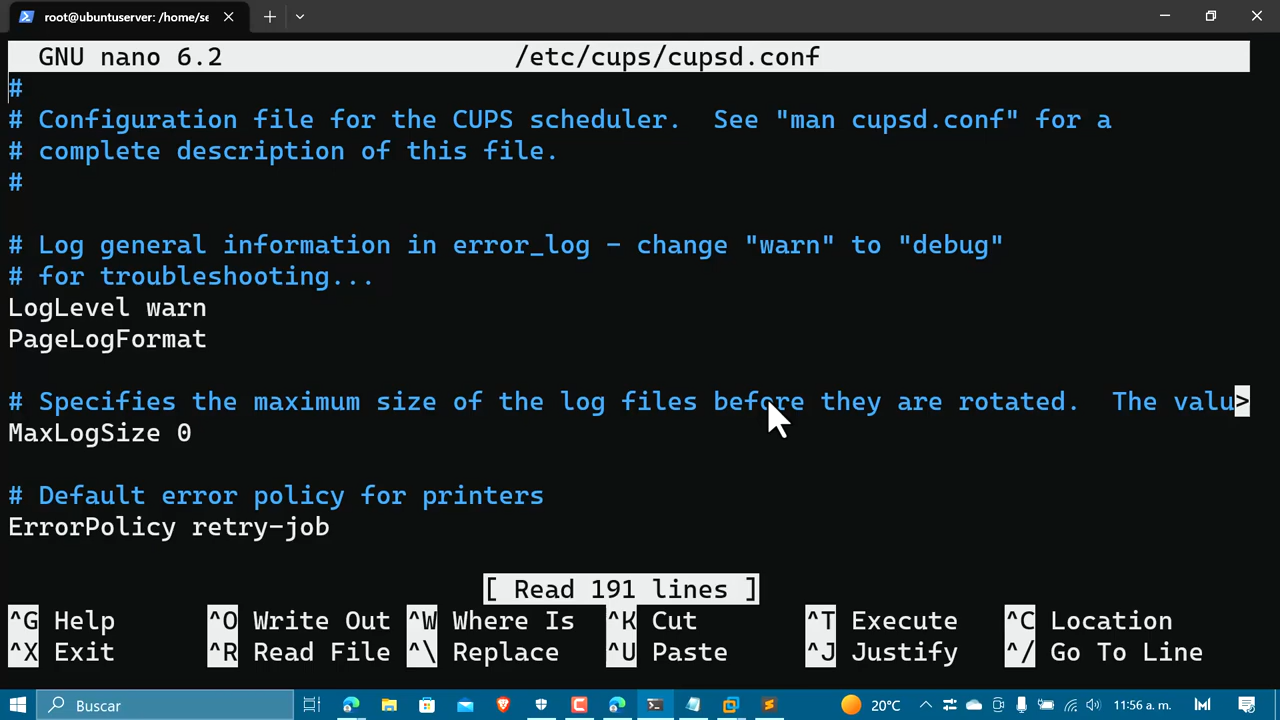 root@ubuntuserver: /home/se
GNU nano 6.2 /etc/cups/cupsd.conf
#
# Configuration file for the CUPS scheduler.  See "man cupsd.conf" for a
# complete description of this file.
#
# Log general information in error_log - change "warn" to "debug"
# for troubleshooting...
LogLevel warn
PageLogFormat
# Specifies the maximum size of the log files before they are rotated.  The valu>
MaxLogSize 0
# Default error policy for printers
ErrorPolicy retry-job
[ Read 191 lines ]
^G Help ^O Write Out ^W Where Is ^K Cut ^T Execute ^C Location
^X Exit ^R Read File ^\ Replace ^U Paste ^J Justify ^/ Go To Line
Buscar 20°C 11:56 a. m.